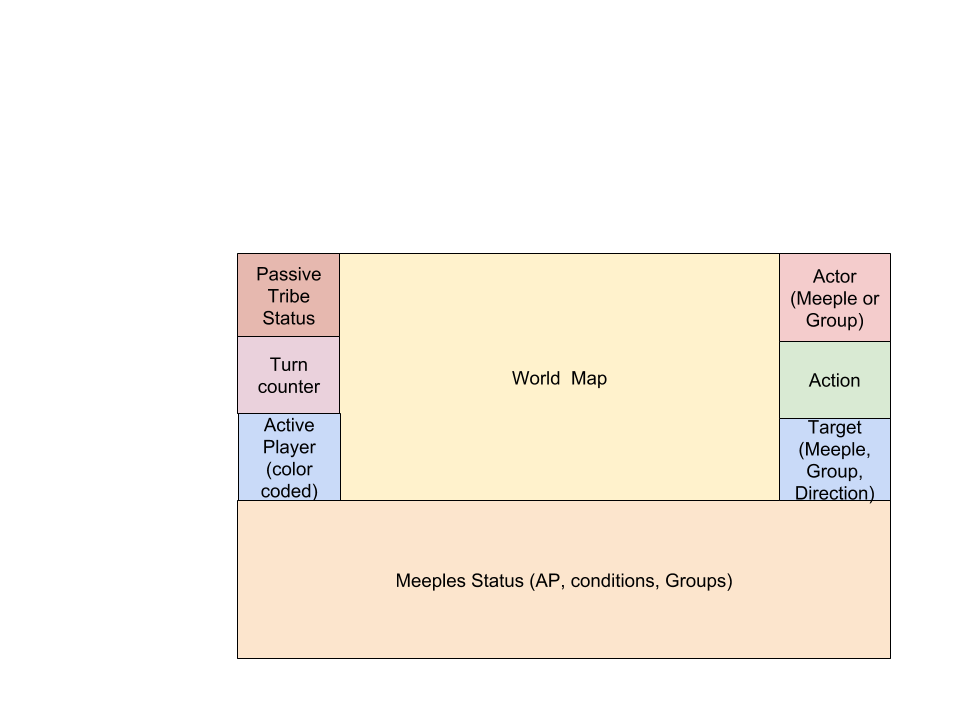 Passive
Tribe
Status
Turn
counter
Active
Player
(color
coded)
World  Map
Actor
(Meeple or
Group)
Action
Target
(Meeple,
Group,
Direction)
Meeples Status (AP, conditions, Groups)